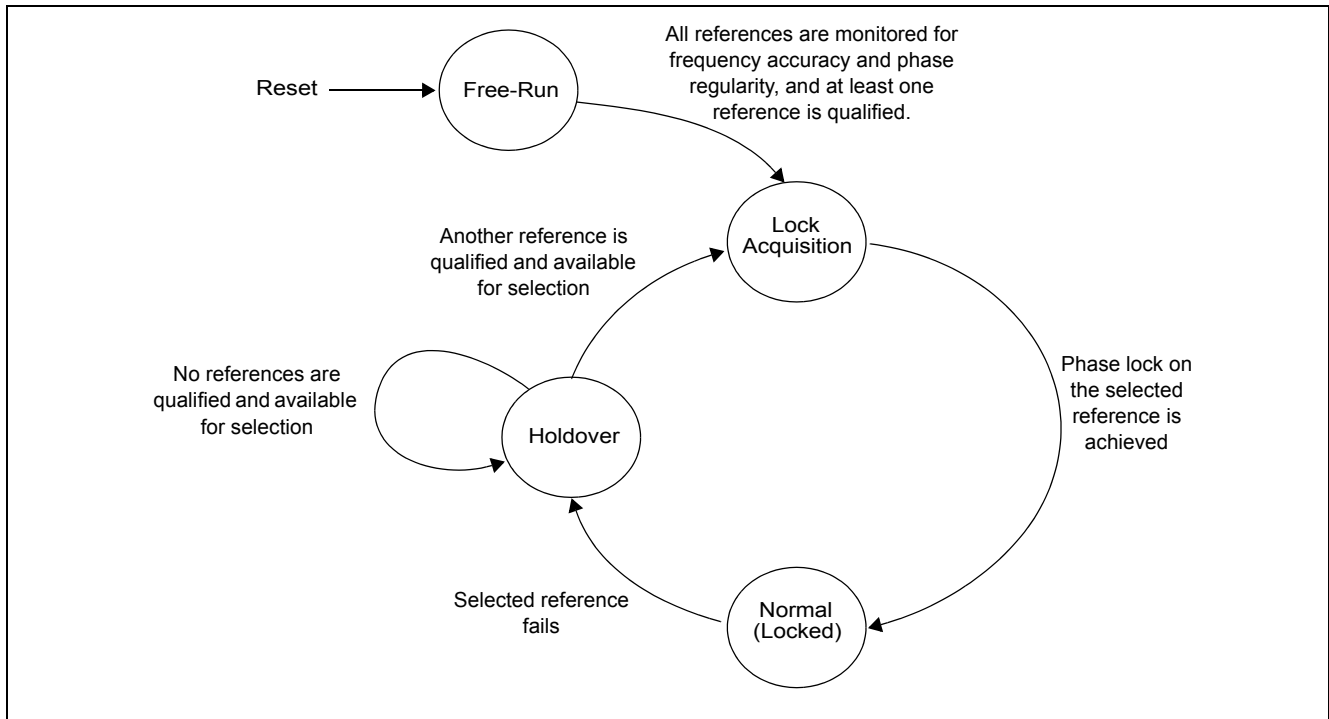 All references are monitored for
frequency accuracy and phase
regularity, and at least one
reference is qualified.
Reset
Free-Run
Lock
Acquisition
Another reference is
qualified and available
for selection
No references are
qualified and available
for selection
Phase lock on
the selected
reference is
achieved
Holdover
Selected reference
fails
Normal
(Locked)